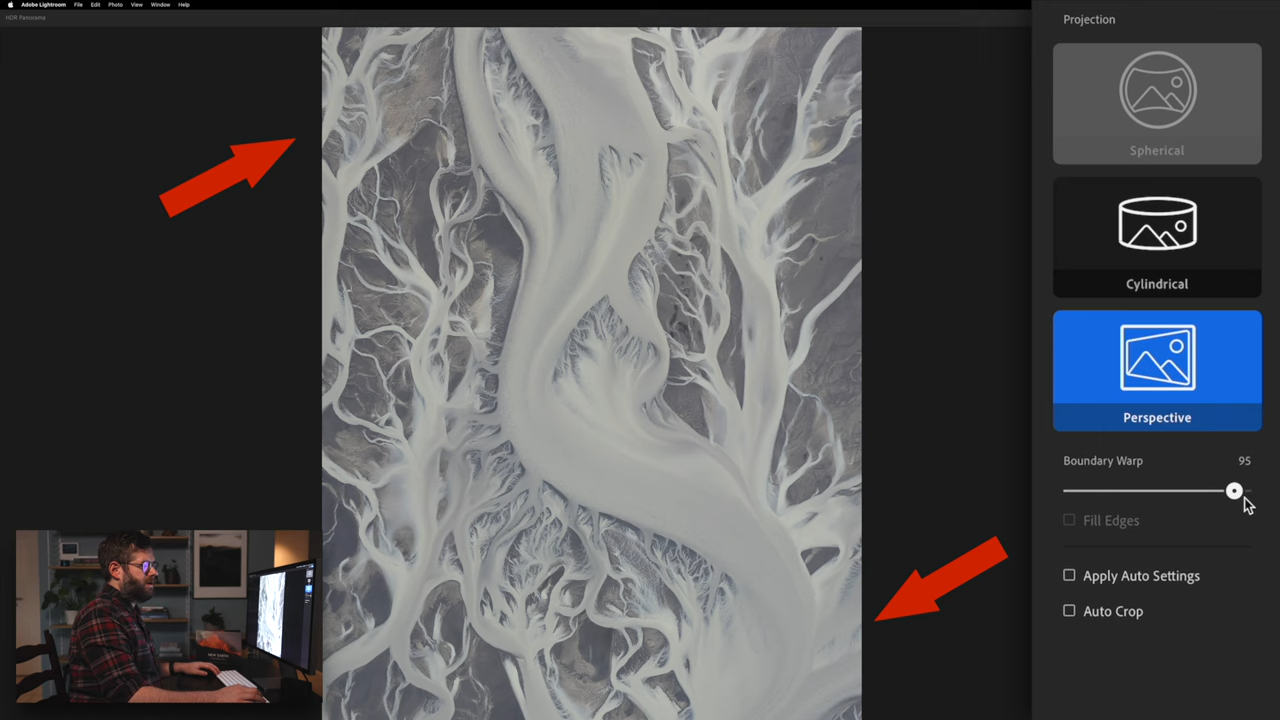 Adobe Lightroom File Edit Photo View Window Help
HDR Panorama
Projection
Spherical
Cylindrical
Perspective
Boundary Warp 95
Fill Edges
Apply Auto Settings
Auto Crop